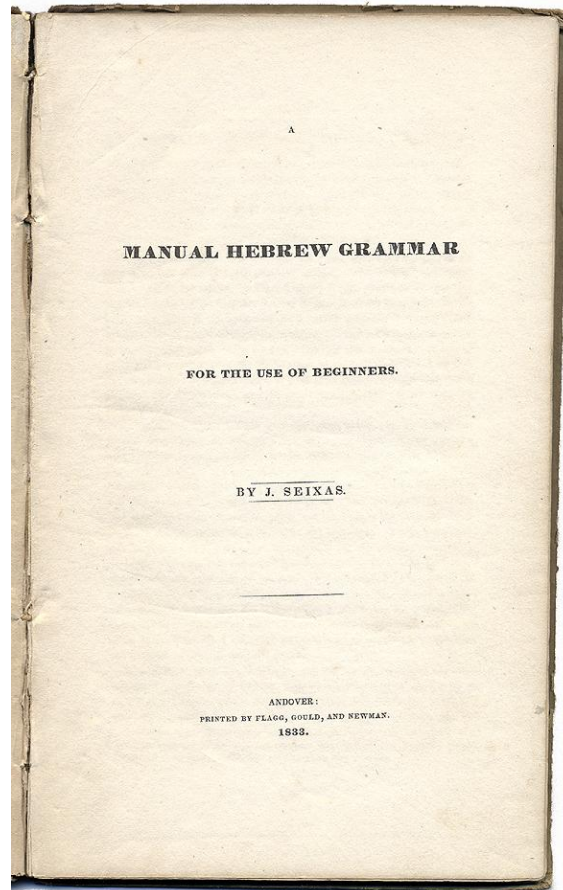 A
MANUAL HEBREW GRAMMAR
FOR THE USE OF BEGINNERS.
BY J. SEIXAS.
ANDOVER:
PRINTED BY FLAGG, GOULD, AND NEWMAN.
1833.